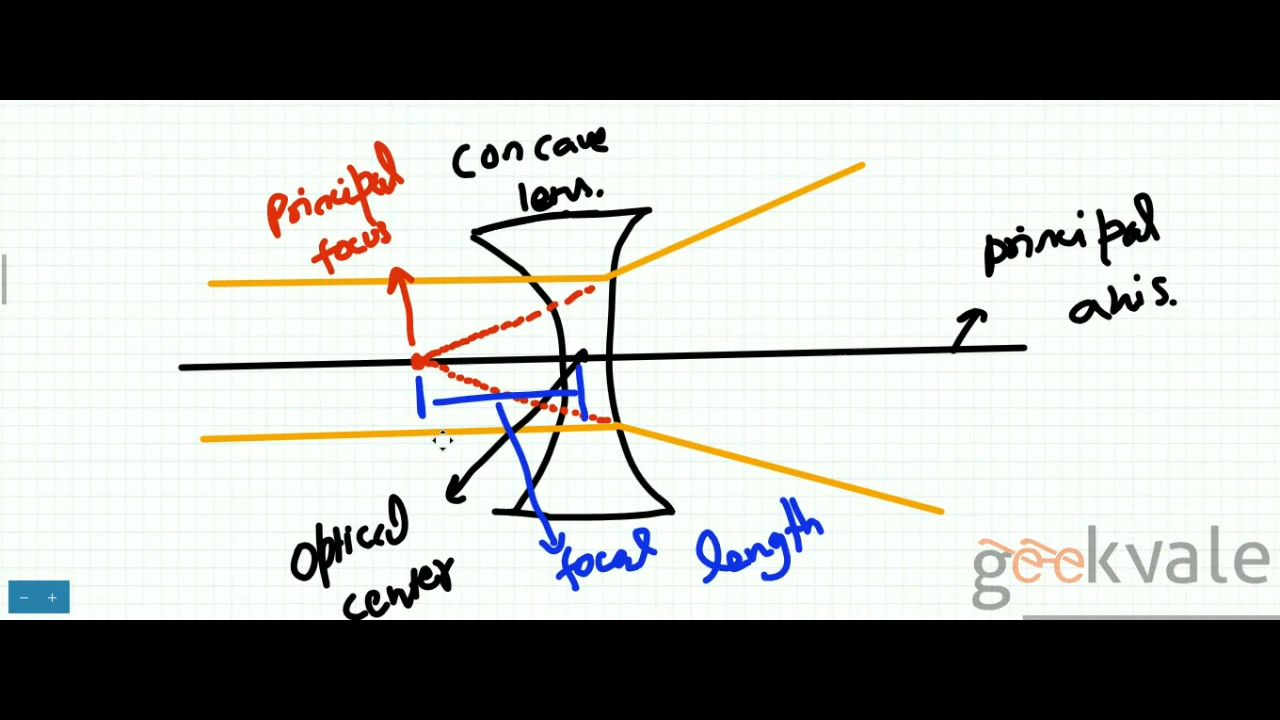 concave
lens.
principal
focus
principal
axis.
optical
center
focal length
geekvale
− +